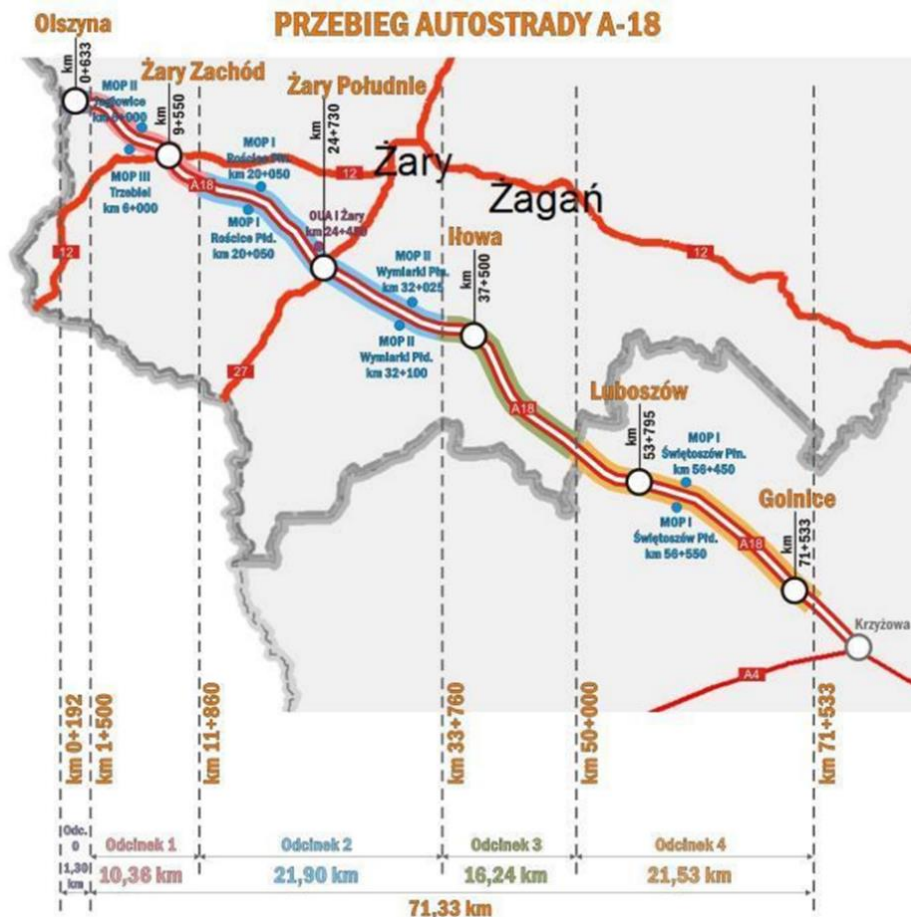 PRZEBIEG AUTOSTRADY A-18
Olszyna
km
0+633
MOP II
km 6+000
Żary Zachód
km
9+550
MOP III
Trzebiel
km 6+000
Żary Południe
km
24+730
MOP I
Rościce Płn.
km 20+050
MOP I
Rościce Płd.
km 20+050
12
A18
OUA I Żary
Żary
Żagań
12
12
27
MOP II
Wymiarki Płn.
km 32+025
MOP II
Wymiarki Płd.
km 32+100
Iłowa
km
37+500
A18
Luboszów
km
53+795
MOP I
Świętoszów Płn.
km 56+450
MOP I
Świętoszów Płd.
km 56+550
Golnice
km
71+533
A18
Krzyżowa
A4
km 0+192
km 1+500
km 11+860
km 33+760
km 50+000
km 71+533
Odc.
0
1,30
km
Odcinek 1
10,36 km
Odcinek 2
21,90 km
Odcinek 3
16,24 km
Odcinek 4
21,53 km
71,33 km